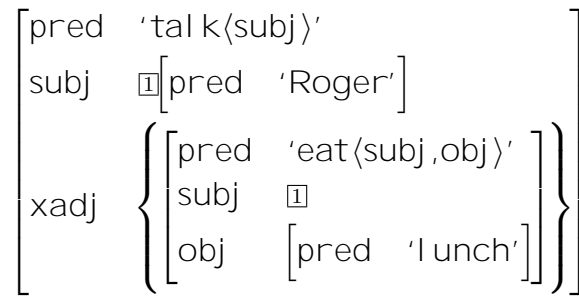 pred ‘talk⟨subj⟩’
subj 1[pred ‘Roger’]
pred ‘eat⟨subj,obj⟩’
xadj subj 1
obj [pred ‘lunch’]